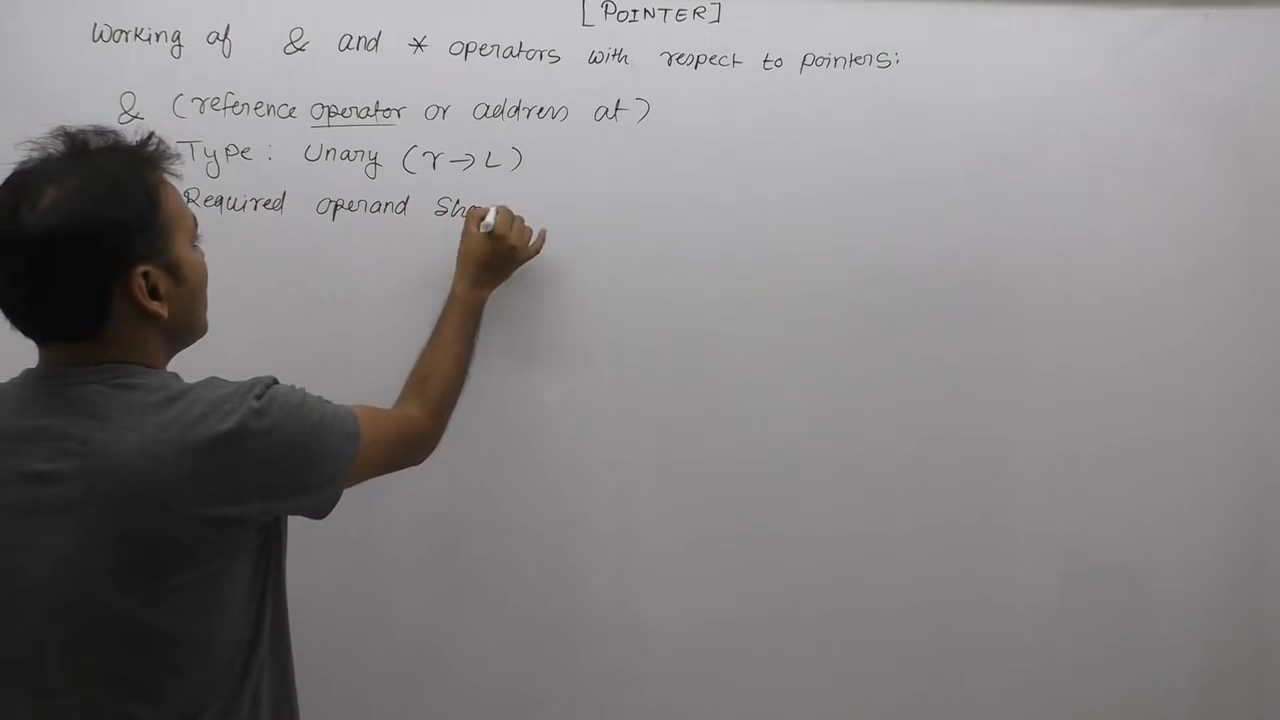 [POINTER]
Working of & and * operators with respect to pointers:
& (reference operator or address at)
Type: Unary (r→L)
Required operand